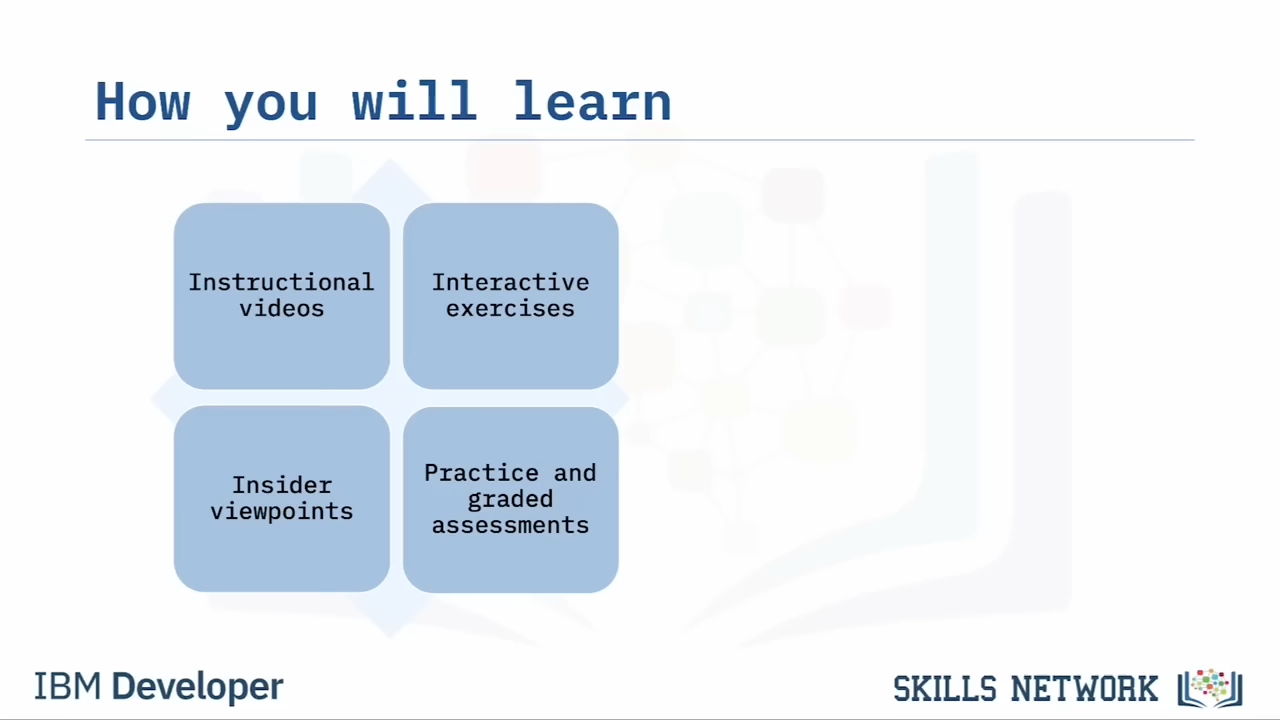 How you will learn
Instructional
videos
Interactive
exercises
Insider
viewpoints
Practice and
graded
assessments
IBM Developer
SKILLS NETWORK